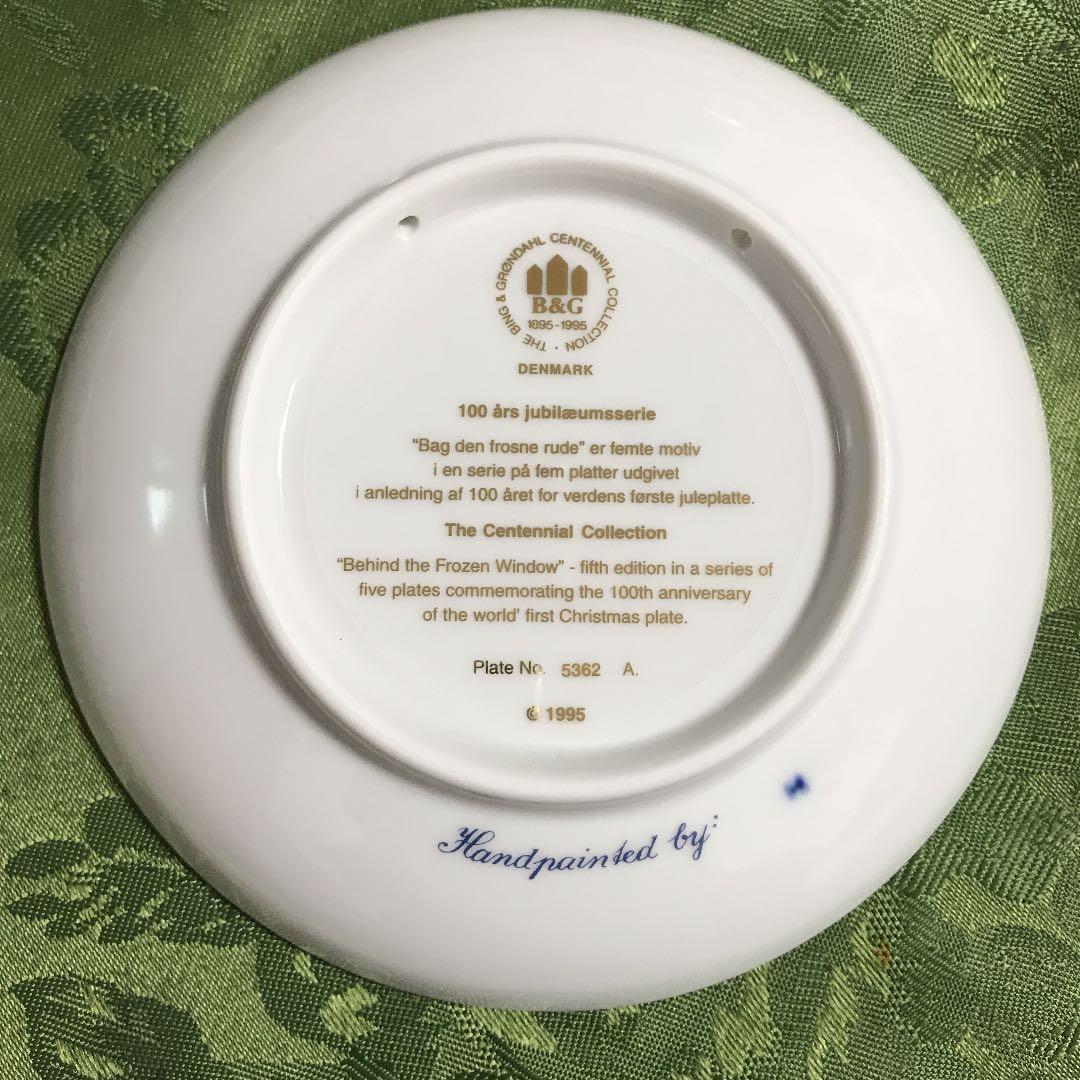 THE BING & GRØNDAHL CENTENNIAL COLLECTION ·
B&G
1895-1995
DENMARK
100 års jubilæumsserie
"Bag den frosne rude" er femte motiv
i en serie på fem platter udgivet
i anledning af 100 året for verdens første juleplatte.
The Centennial Collection
"Behind the Frozen Window" - fifth edition in a series of
five plates commemorating the 100th anniversary
of the world' first Christmas plate.
Plate No. 5362 A.
© 1995
Handpainted by: